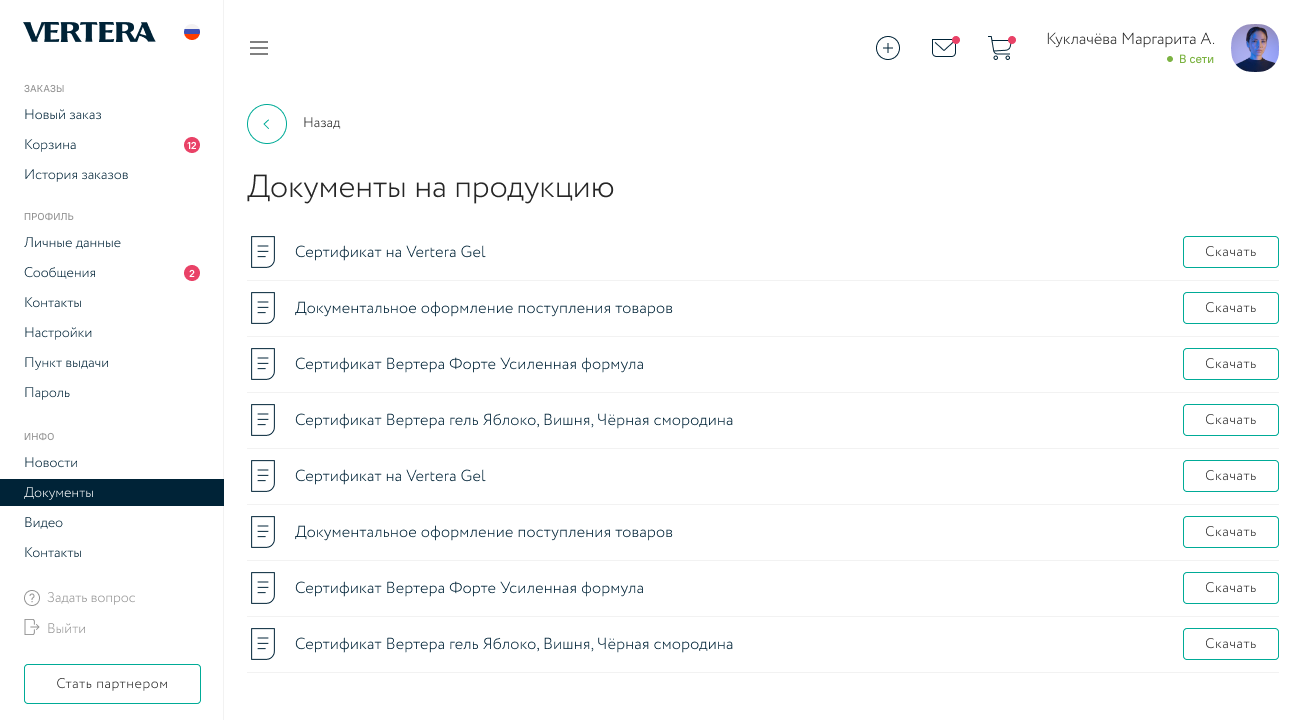 VERTERA
ЗАКАЗЫ
Новый заказ
Корзина 12
История заказов
ПРОФИЛЬ
Личные данные
Сообщения 2
Контакты
Настройки
Пункт выдачи
Пароль
ИНФО
Новости
Документы
Видео
Контакты
Задать вопрос
Выйти
Стать партнером
Куклачёва Маргарита А.
В сети
Назад
Документы на продукцию
Сертификат на Vertera Gel Скачать
Документальное оформление поступления товаров Скачать
Сертификат Вертера Форте Усиленная формула Скачать
Сертификат Вертера гель Яблоко, Вишня, Чёрная смородина Скачать
Сертификат на Vertera Gel Скачать
Документальное оформление поступления товаров Скачать
Сертификат Вертера Форте Усиленная формула Скачать
Сертификат Вертера гель Яблоко, Вишня, Чёрная смородина Скачать